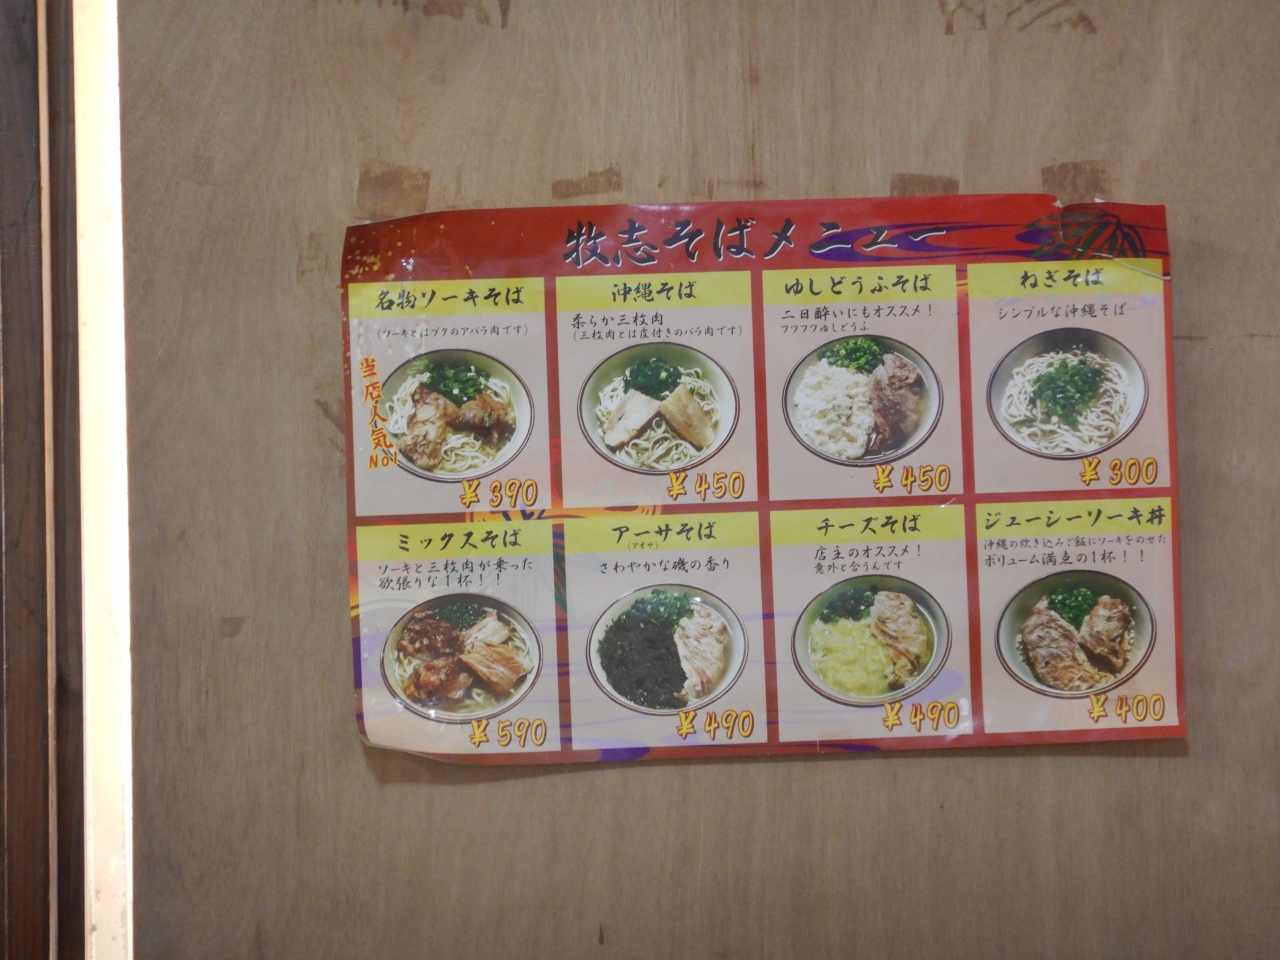 牧志そばメニュー
名物ソーキそば
(ソーキとはブタのアバラ肉です)
当店人気
No1
¥390
沖縄そば
柔らか三枚肉
(三枚肉とは皮付きのバラ肉です)
¥450
ゆしどうふそば
二日酔いにもオススメ!
フワフワゆしどうふ
¥450
ねぎそば
シンプルな沖縄そば
¥300
ミックスそば
ソーキと三枚肉が乗った
欲張りな1杯!!
¥590
アーサそば
(アオサ)
さわやかな磯の香り
¥490
チーズそば
店主のオススメ!
意外と合うんです
¥490
ジューシーソーキ丼
沖縄の炊き込みご飯にソーキをのせた
ボリューム満点の1杯!!
¥400